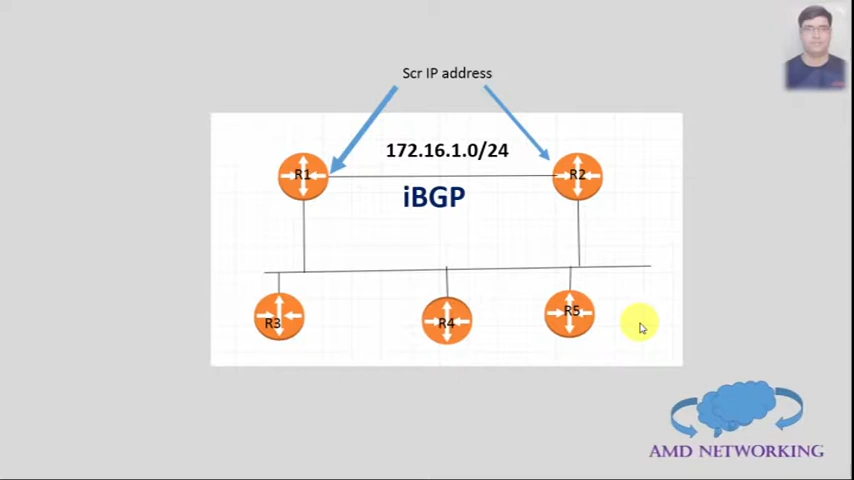 Scr IP address
172.16.1.0/24
R1
R2
iBGP
R3
R4
R5
AMD NETWORKING